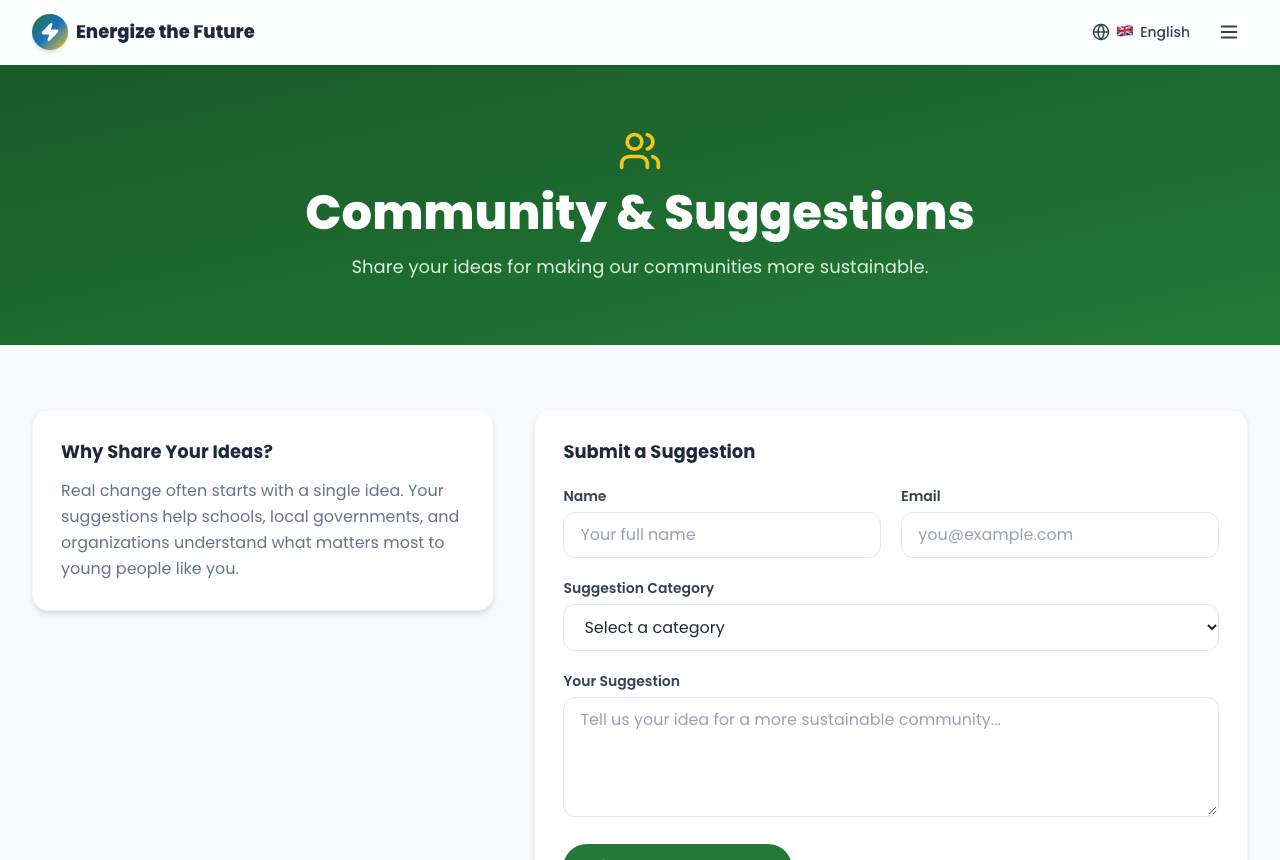 Energize the Future
English
Community & Suggestions
Share your ideas for making our communities more sustainable.
Why Share Your Ideas?
Real change often starts with a single idea. Your
suggestions help schools, local governments, and
organizations understand what matters most to
young people like you.
Submit a Suggestion
Name
Email
Your full name
you@example.com
Suggestion Category
Select a category
Your Suggestion
Tell us your idea for a more sustainable community...